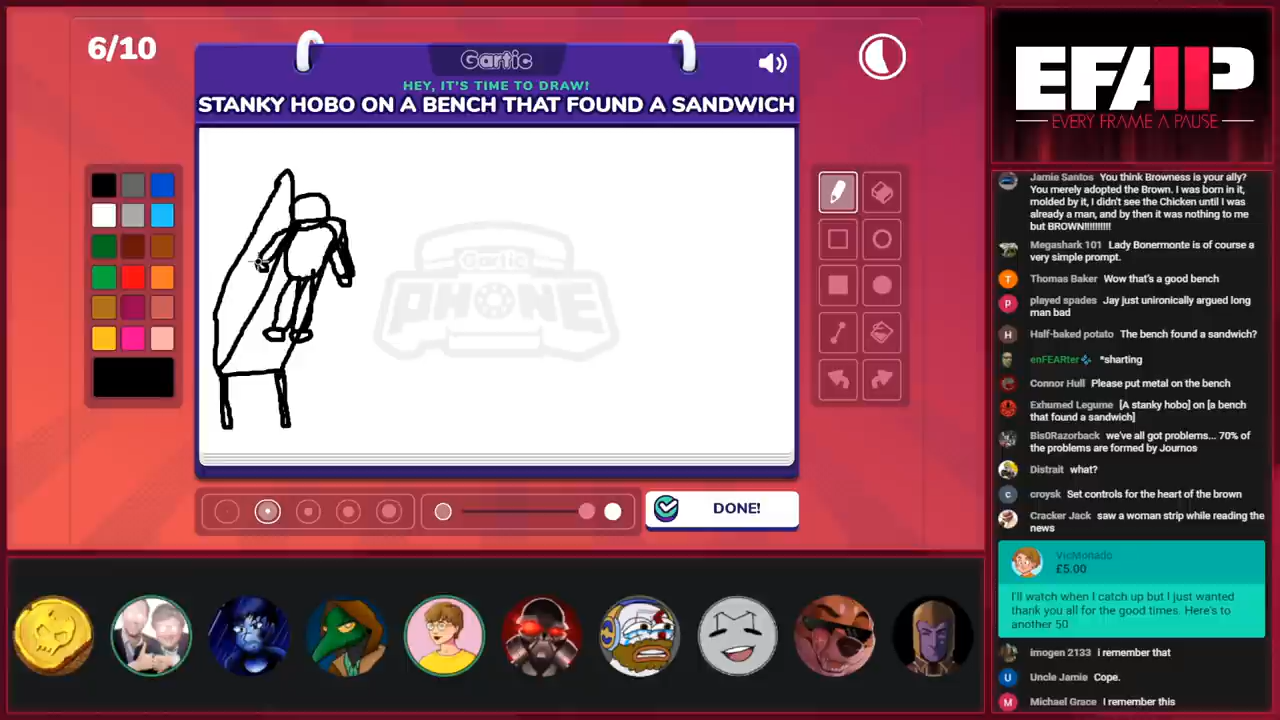 6/10
Gartic
HEY, IT'S TIME TO DRAW!
STANKY HOBO ON A BENCH THAT FOUND A SANDWICH
Gartic
PHONE
DONE!
EFAP
EVERY FRAME A PAUSE
Jamie Santos You think Browness is your ally?
You merely adopted the Brown. I was born in it,
molded by it, I didn't see the Chicken until I was
already a man, and by then it was nothing to me
but BROWN!!!!!!!!!!
Megashark 101 Lady Bonermonte is of course a
very simple prompt.
T
Thomas Baker Wow that's a good bench
P
played spades Jay just unironically argued long
man bad
H
Half-baked potato The bench found a sandwich?
enFEARter *sharting
Connor Hull Please put metal on the bench
Exhumed Legume [A stanky hobo] on [a bench
that found a sandwich]
Bis0Razorback we've all got problems... 70% of
the problems are formed by Journos
Distrait what?
c
croysk Set controls for the heart of the brown
Cracker Jack saw a woman strip while reading the
news
VicMonado
£5.00
I'll watch when I catch up but I just wanted
thank you all for the good times. Here's to
another 50
imogen 2133 i remember that
U
Uncle Jamie Cope.
M
Michael Grace I remember this